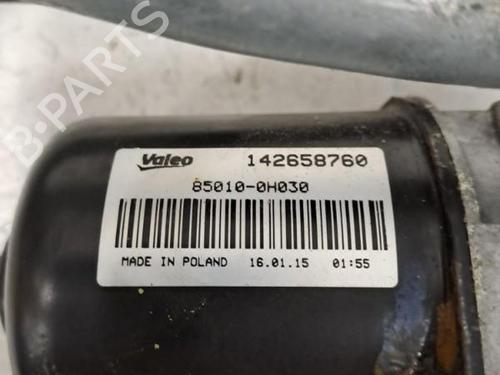 B-PARTS
Valeo 142658760
85010-0H030
MADE IN POLAND 16.01.15 01:55